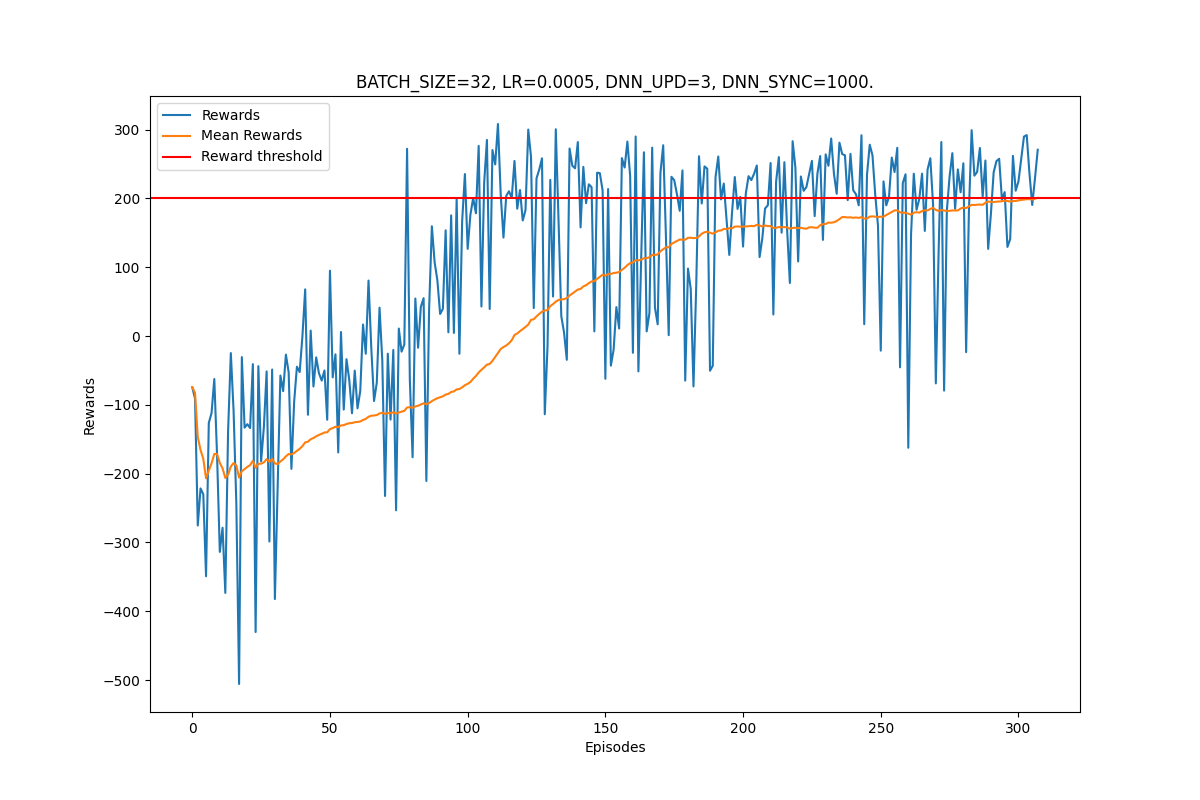 BATCH_SIZE=32, LR=0.0005, DNN_UPD=3, DNN_SYNC=1000.
Rewards
Mean Rewards
Reward threshold
300
200
100
0
−100
−200
−300
−400
−500
Rewards
0 50 100 150 200 250 300
Episodes